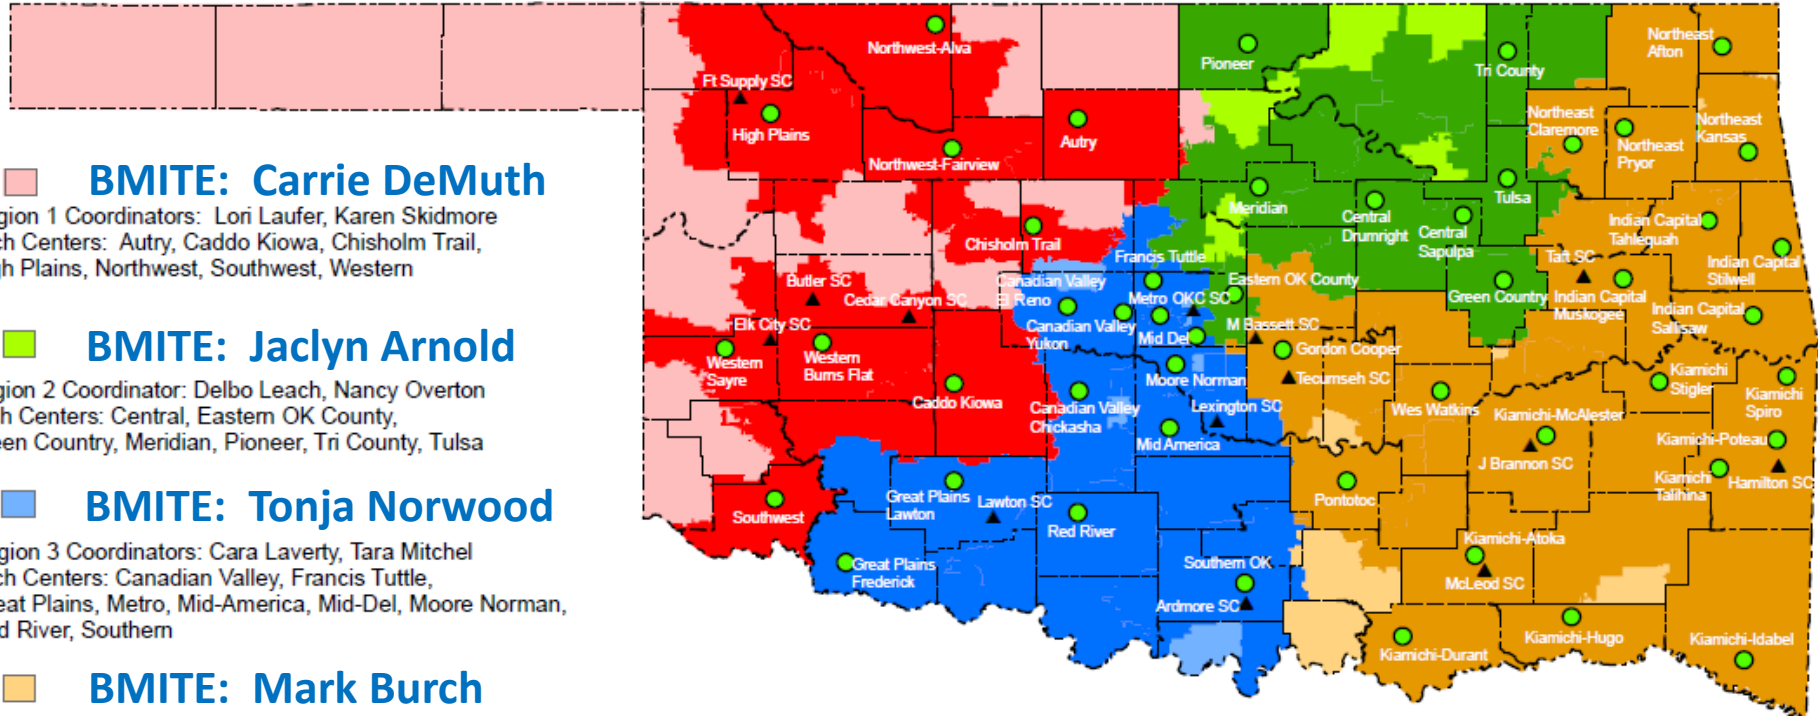 BMITE: Carrie DeMuth
gion 1 Coordinators: Lori Laufer, Karen Skidmore
ch Centers: Autry, Caddo Kiowa, Chisholm Trail,
gh Plains, Northwest, Southwest, Western
BMITE: Jaclyn Arnold
gion 2 Coordinator: Delbo Leach, Nancy Overton
ch Centers: Central, Eastern OK County,
een Country, Meridian, Pioneer, Tri County, Tulsa
BMITE: Tonja Norwood
gion 3 Coordinators: Cara Laverty, Tara Mitchel
ch Centers: Canadian Valley, Francis Tuttle,
eat Plains, Metro, Mid-America, Mid-Del, Moore Norman,
d River, Southern
BMITE: Mark Burch
Northwest-Alva
Ft Supply SC
High Plains
Northwest-Fairview
Autry
Pioneer
Tri County
Northeast
Afton
Northeast
Claremore
Northeast
Pryor
Northeast
Kansas
Tulsa
Meridian
Central
Drumright
Central
Sapulpa
Indian Capital
Tahlequah
Indian Capital
Stilwell
Taft SC
Indian Capital
Muskogee
Indian Capital
Sallisaw
Green Country
Chisholm Trail
Francis Tuttle
Eastern OK County
Butler SC
Cedar Canyon SC
Canadian Valley
El Reno
Metro OKC SC
Canadian Valley
Yukon
Mid Del
M Bassett SC
Gordon Cooper
Tecumseh SC
Elk City SC
Western
Sayre
Western
Burns Flat
Caddo Kiowa
Moore Norman
Canadian Valley
Chickasha
Lexington SC
Mid America
Wes Watkins
Kiamichi-McAlester
J Brannon SC
Kiamichi
Stigler
Kiamichi
Spiro
Kiamichi-Poteau
Kiamichi
Talihina
Hamilton SC
Southwest
Great Plains
Lawton
Lawton SC
Red River
Pontotoc
Great Plains
Frederick
Southern OK
Ardmore SC
Kiamichi-Atoka
McLeod SC
Kiamichi-Durant
Kiamichi-Hugo
Kiamichi-Idabel